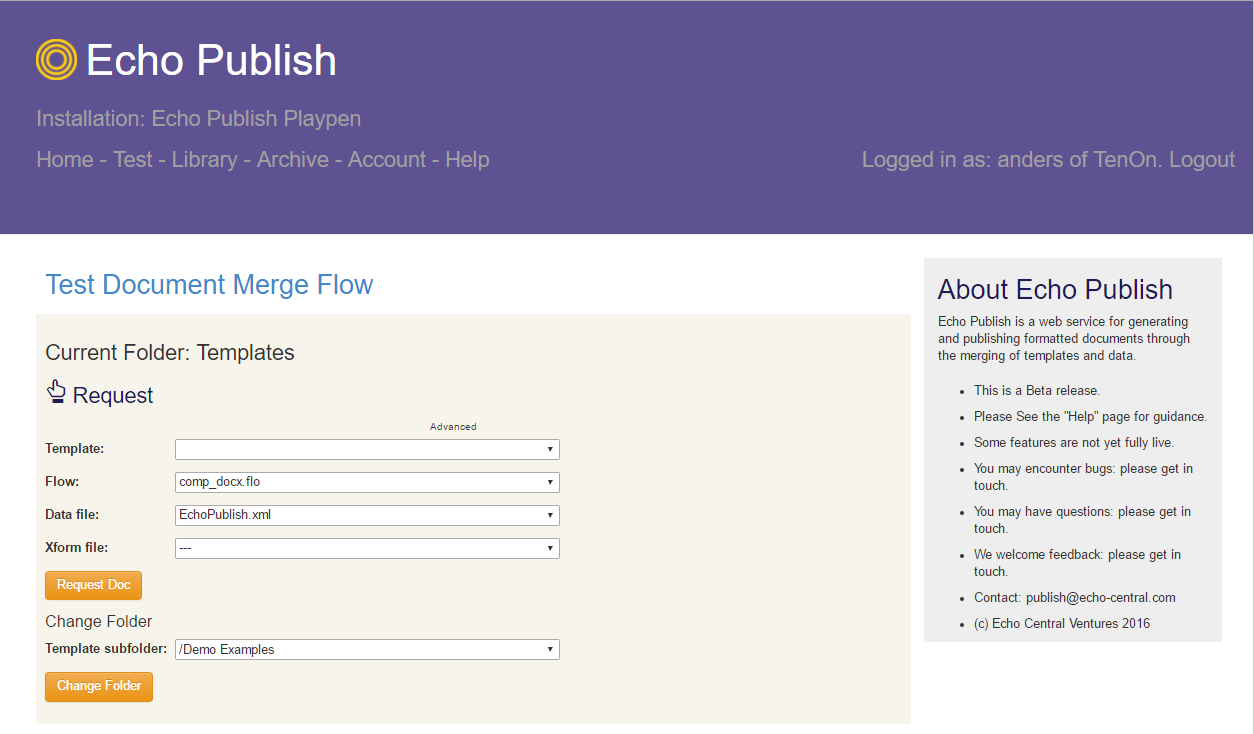 Echo Publish
Installation: Echo Publish Playpen
Home - Test - Library - Archive - Account - Help
Logged in as: anders of TenOn. Logout
Test Document Merge Flow
Current Folder: Templates
Request
Advanced
Template:
Flow: comp_docx.flo
Data file: EchoPublish.xml
Xform file: ---
Request Doc
Change Folder
Template subfolder: /Demo Examples
Change Folder
About Echo Publish
Echo Publish is a web service for generating
and publishing formatted documents through
the merging of templates and data.
• This is a Beta release.
• Please See the "Help" page for guidance.
• Some features are not yet fully live.
• You may encounter bugs: please get in
touch.
• You may have questions: please get in
touch.
• We welcome feedback: please get in
touch.
• Contact: publish@echo-central.com
• (c) Echo Central Ventures 2016